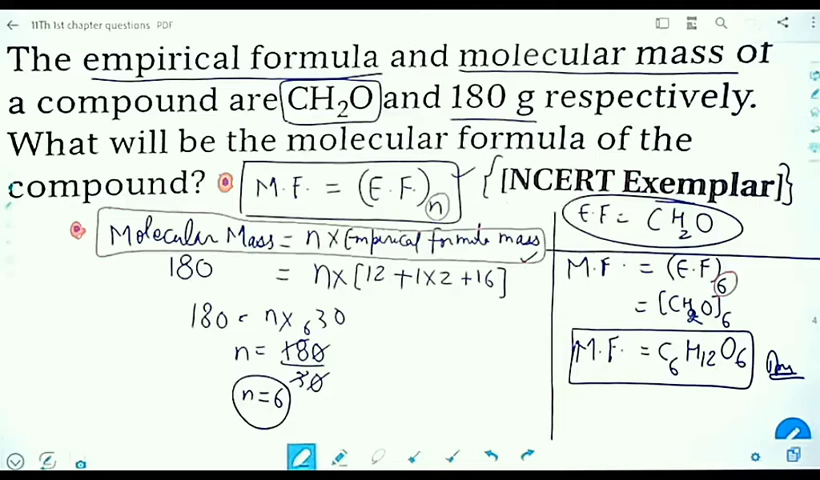 11Th 1st chapter questions PDF
The empirical formula and molecular mass of
a compound are CH₂O and 180 g respectively.
What will be the molecular formula of the
compound? M.F. = (E.F)n {[NCERT Exemplar]}
Molecular Mass = n × Empirical formula mass
180 = n × [12 + 1×2 + 16]
180 = n × 30
n = 180/30
6
n = 6
E.F = CH₂O
M.F. = (E.F)₆
= [CH₂O]₆
M.F. = C₆H₁₂O₆ Ans
4